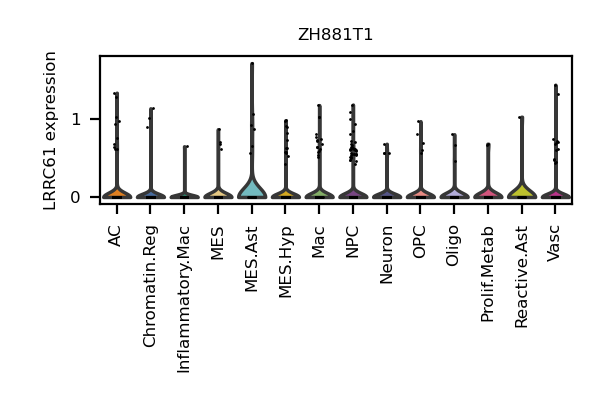 ZH881T1
LRRC61 expression
1
0
AC
Chromatin.Reg
Inflammatory.Mac
MES
MES.Ast
MES.Hyp
Mac
NPC
Neuron
OPC
Oligo
Prolif.Metab
Reactive.Ast
Vasc